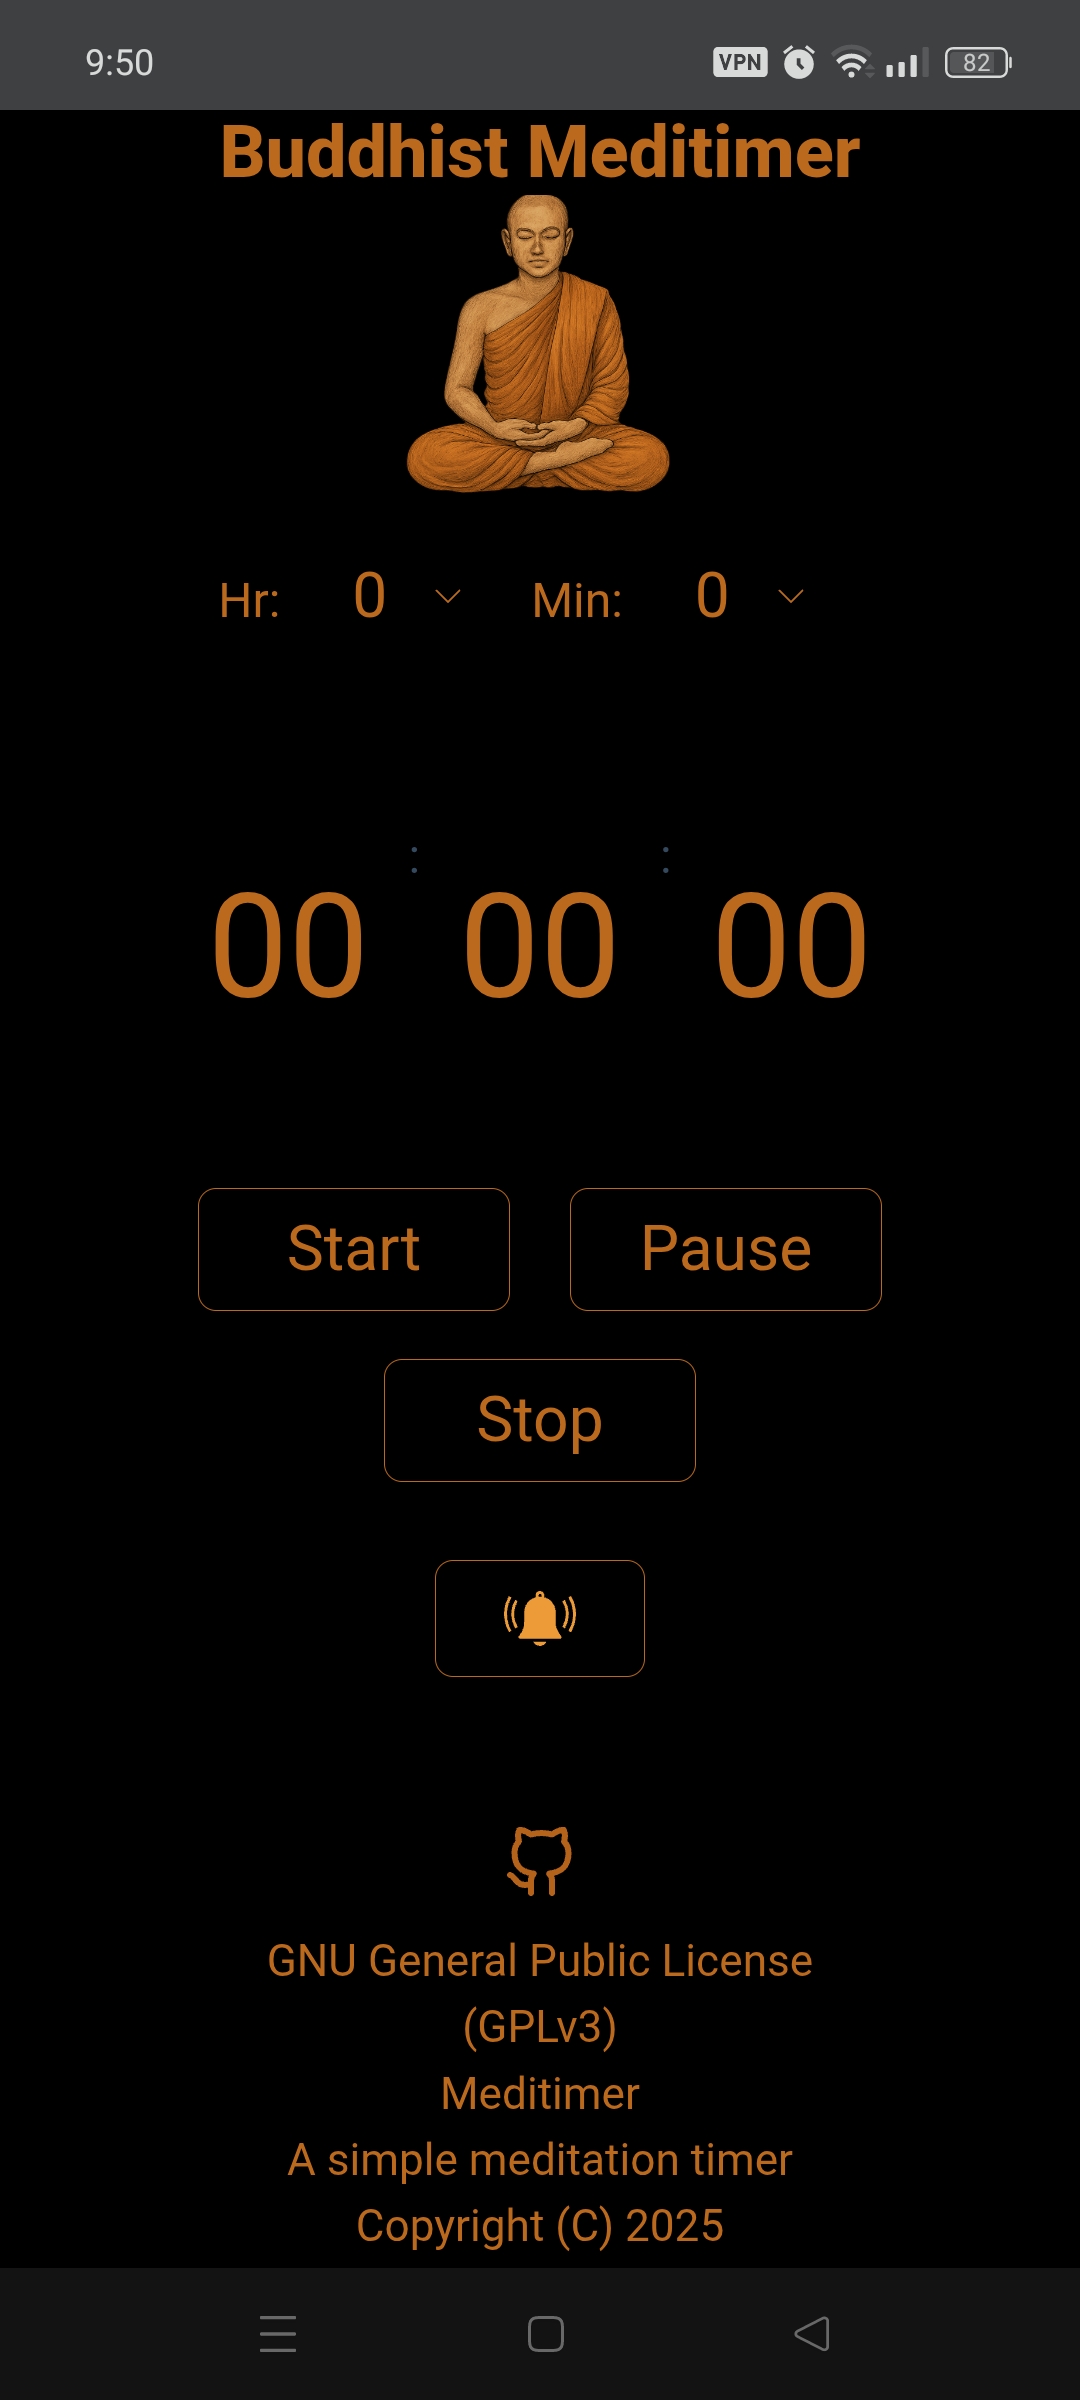 9:50 VPN 82
Buddhist Meditimer
Hr: 0 Min: 0
00 : 00 : 00
Start Pause
Stop
GNU General Public License
(GPLv3)
Meditimer
A simple meditation timer
Copyright (C) 2025